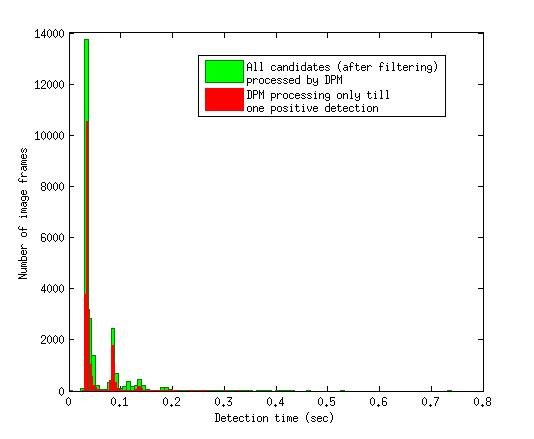 14000
12000
10000
8000
6000
4000
2000
0
Number of image frames
All candidates (after filtering)
processed by DPM
DPM processing only till
one positive detection
0 0.1 0.2 0.3 0.4 0.5 0.6 0.7 0.8
Detection time (sec)